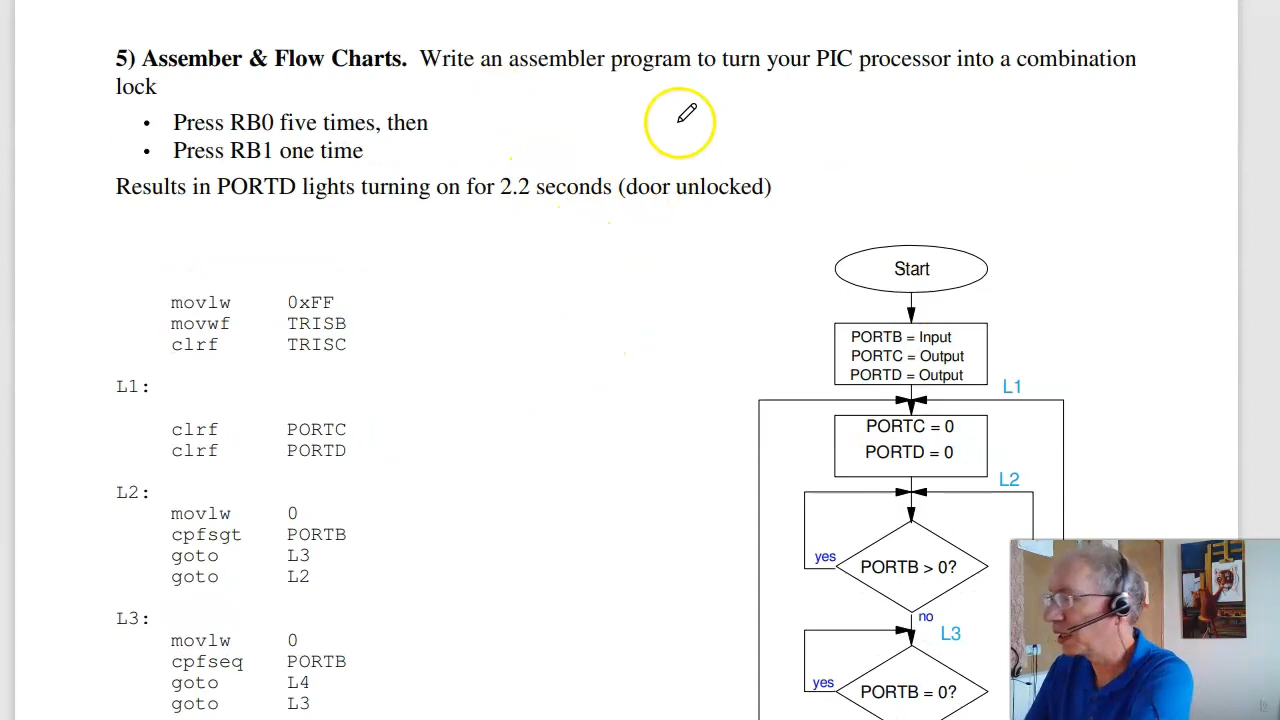 5) Assember & Flow Charts. Write an assembler program to turn your PIC processor into a combination
lock
• Press RB0 five times, then
• Press RB1 one time
Results in PORTD lights turning on for 2.2 seconds (door unlocked)
movlw 0xFF
movwf TRISB
clrf TRISC
L1:
clrf PORTC
clrf PORTD
L2:
movlw 0
cpfsgt PORTB
goto L3
goto L2
L3:
movlw 0
cpfseq PORTB
goto L4
goto L3
Start
PORTB = Input
PORTC = Output
PORTD = Output
L1
PORTC = 0
PORTD = 0
L2
yes
PORTB > 0?
no
L3
yes
PORTB = 0?